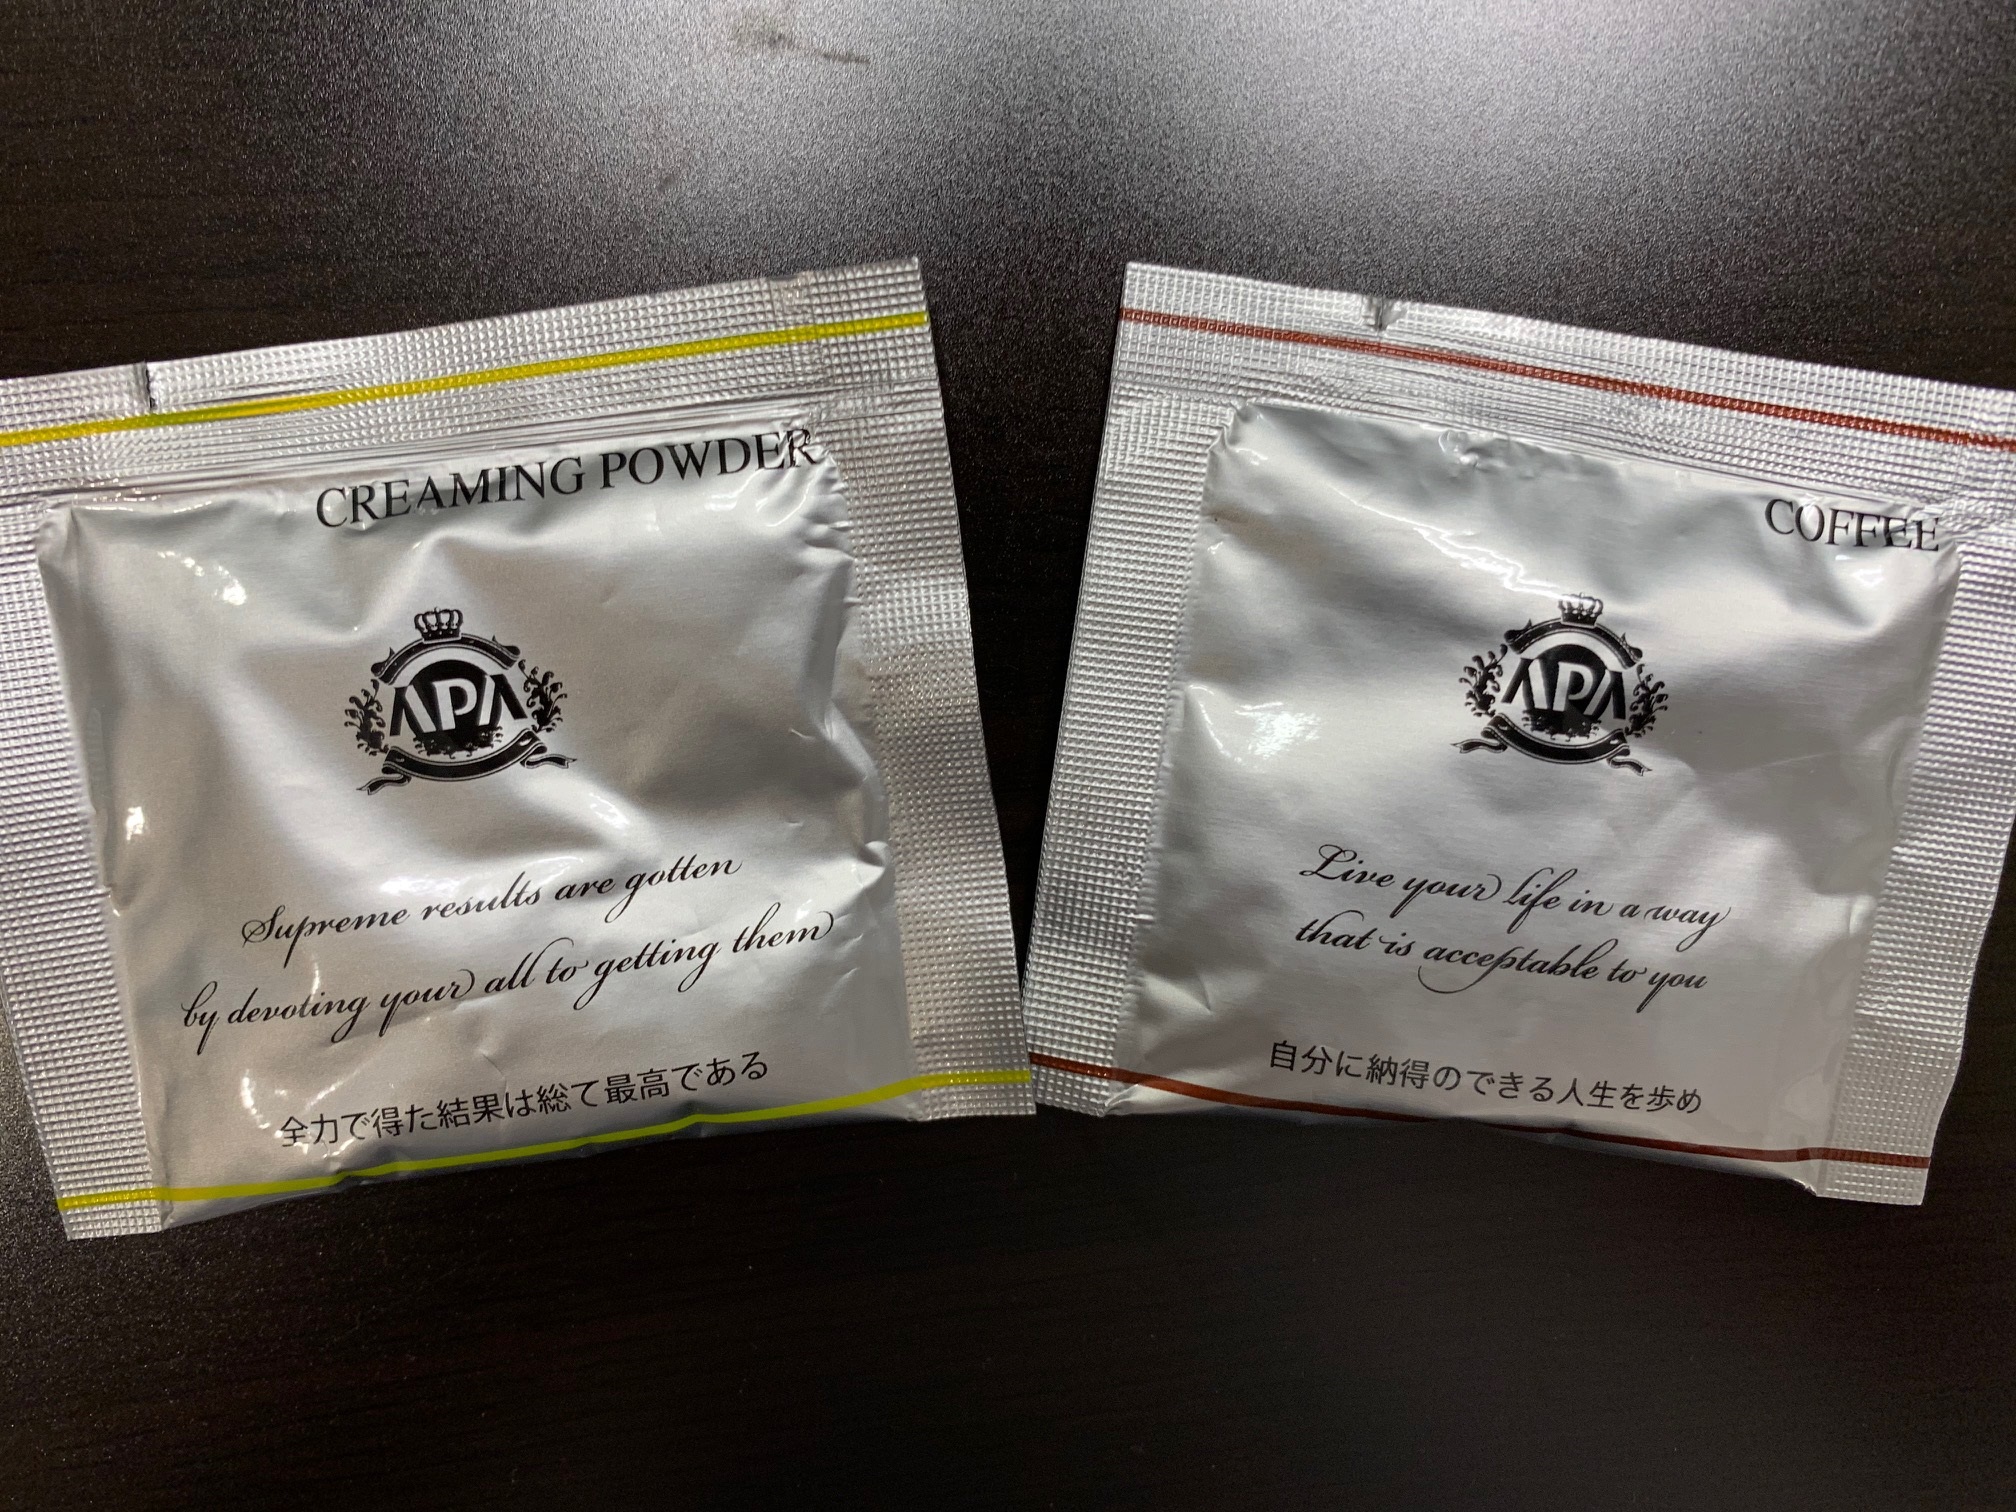 CREAMING POWDER
APA
Supreme results are gotten
by devoting your all to getting them
全力で得た結果は総て最高である
COFFEE
APA
Live your life in a way
that is acceptable to you
自分に納得のできる人生を歩め